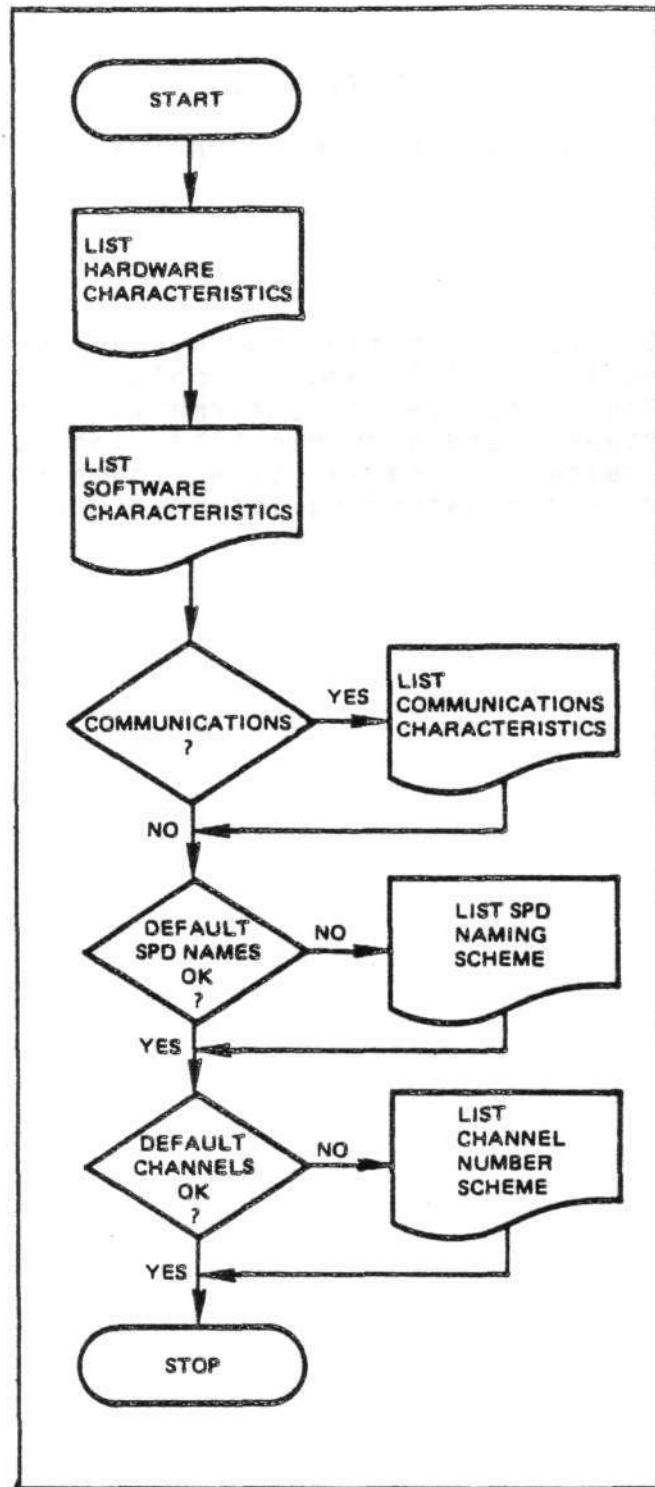 START
LIST
HARDWARE
CHARACTERISTICS
LIST
SOFTWARE
CHARACTERISTICS
COMMUNICATIONS
?
YES
LIST
COMMUNICATIONS
CHARACTERISTICS
NO
DEFAULT
SPD NAMES
OK
?
NO
LIST SPD
NAMING
SCHEME
YES
DEFAULT
CHANNELS
OK
?
NO
LIST
CHANNEL
NUMBER
SCHEME
YES
STOP